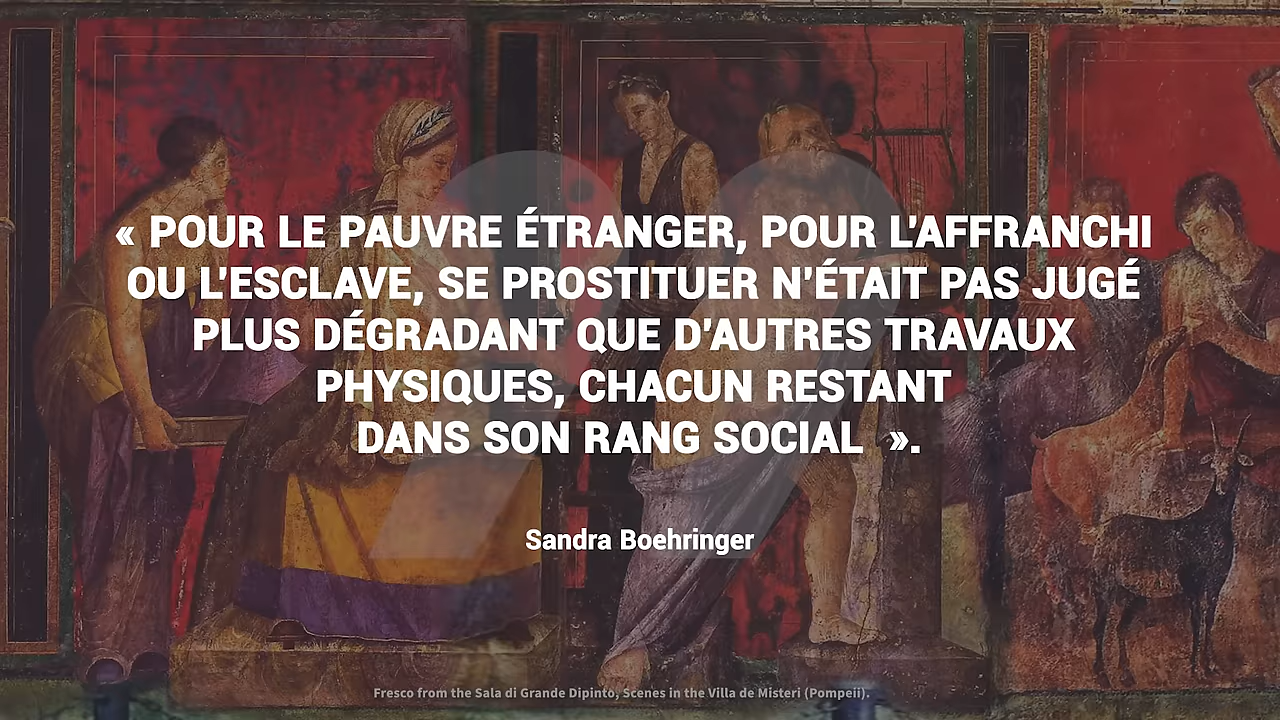 « POUR LE PAUVRE ÉTRANGER, POUR L'AFFRANCHI
OU L'ESCLAVE, SE PROSTITUER N'ÉTAIT PAS JUGÉ
PLUS DÉGRADANT QUE D'AUTRES TRAVAUX
PHYSIQUES, CHACUN RESTANT
DANS SON RANG SOCIAL  ».
Sandra Boehringer
Fresco from the Sala di Grande Dipinto, Scenes in the Villa de Misteri (Pompeii).